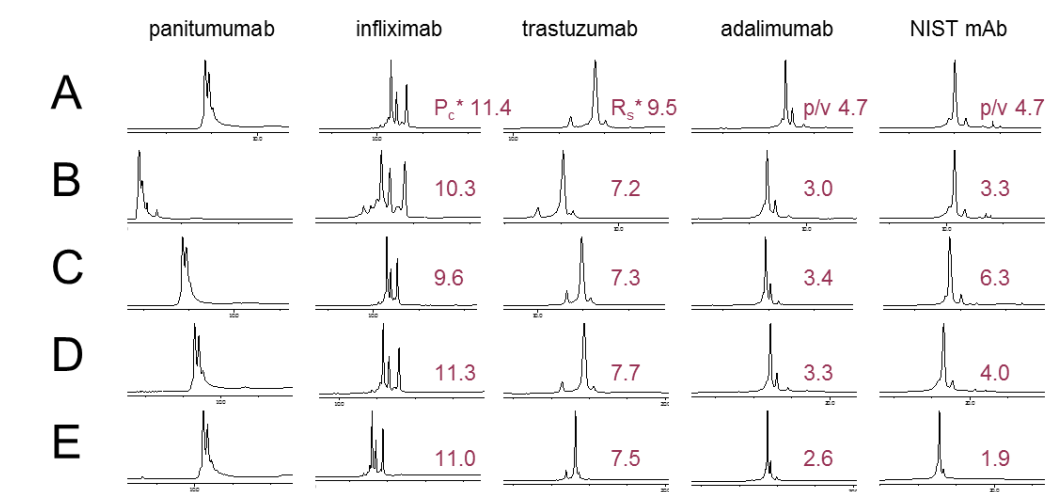 panitumumab infliximab trastuzumab adalimumab NIST mAb
A Pc* 11.4 Rs* 9.5 p/v 4.7 p/v 4.7
B 10.3 7.2 3.0 3.3
C 9.6 7.3 3.4 6.3
D 11.3 7.7 3.3 4.0
E 11.0 7.5 2.6 1.9